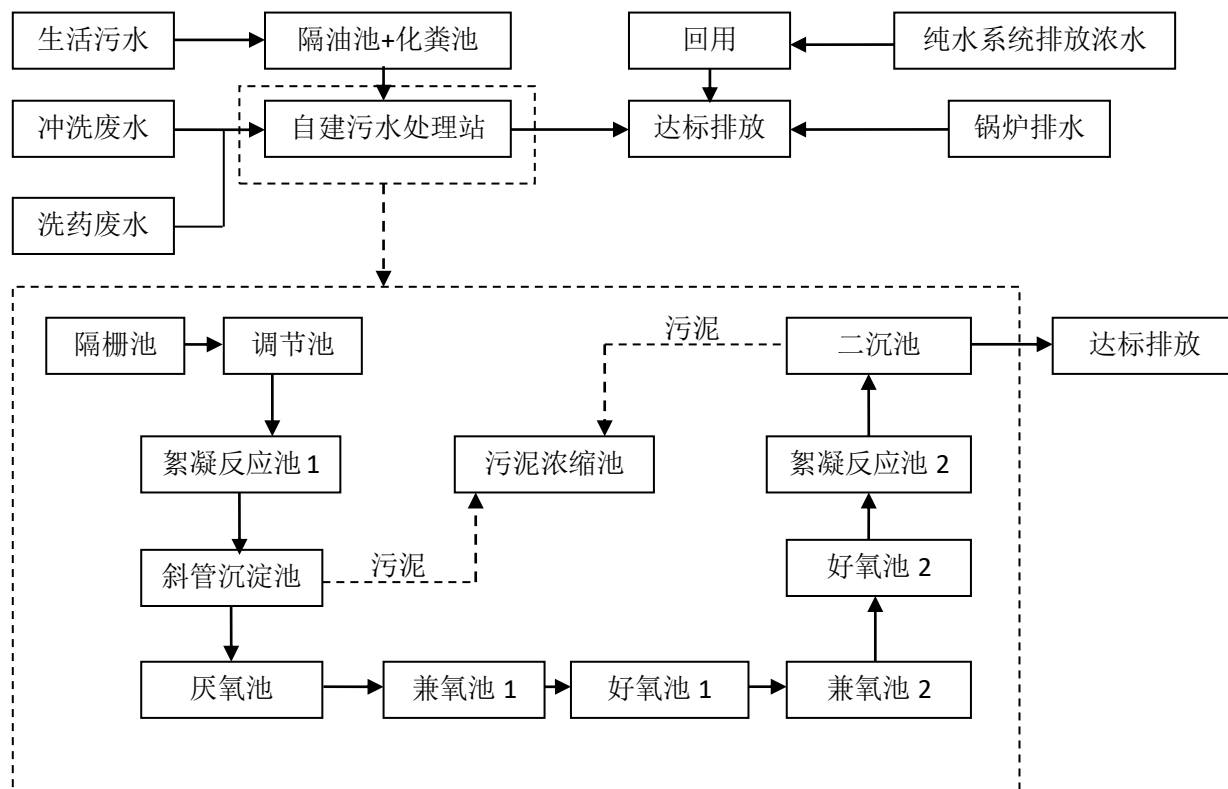 生活污水
隔油池+化粪池
回用
纯水系统排放浓水
冲洗废水
自建污水处理站
达标排放
锅炉排水
洗药废水
隔栅池
调节池
污泥
二沉池
达标排放
絮凝反应池 1
污泥浓缩池
絮凝反应池 2
斜管沉淀池
污泥
好氧池 2
厌氧池
兼氧池 1
好氧池 1
兼氧池 2